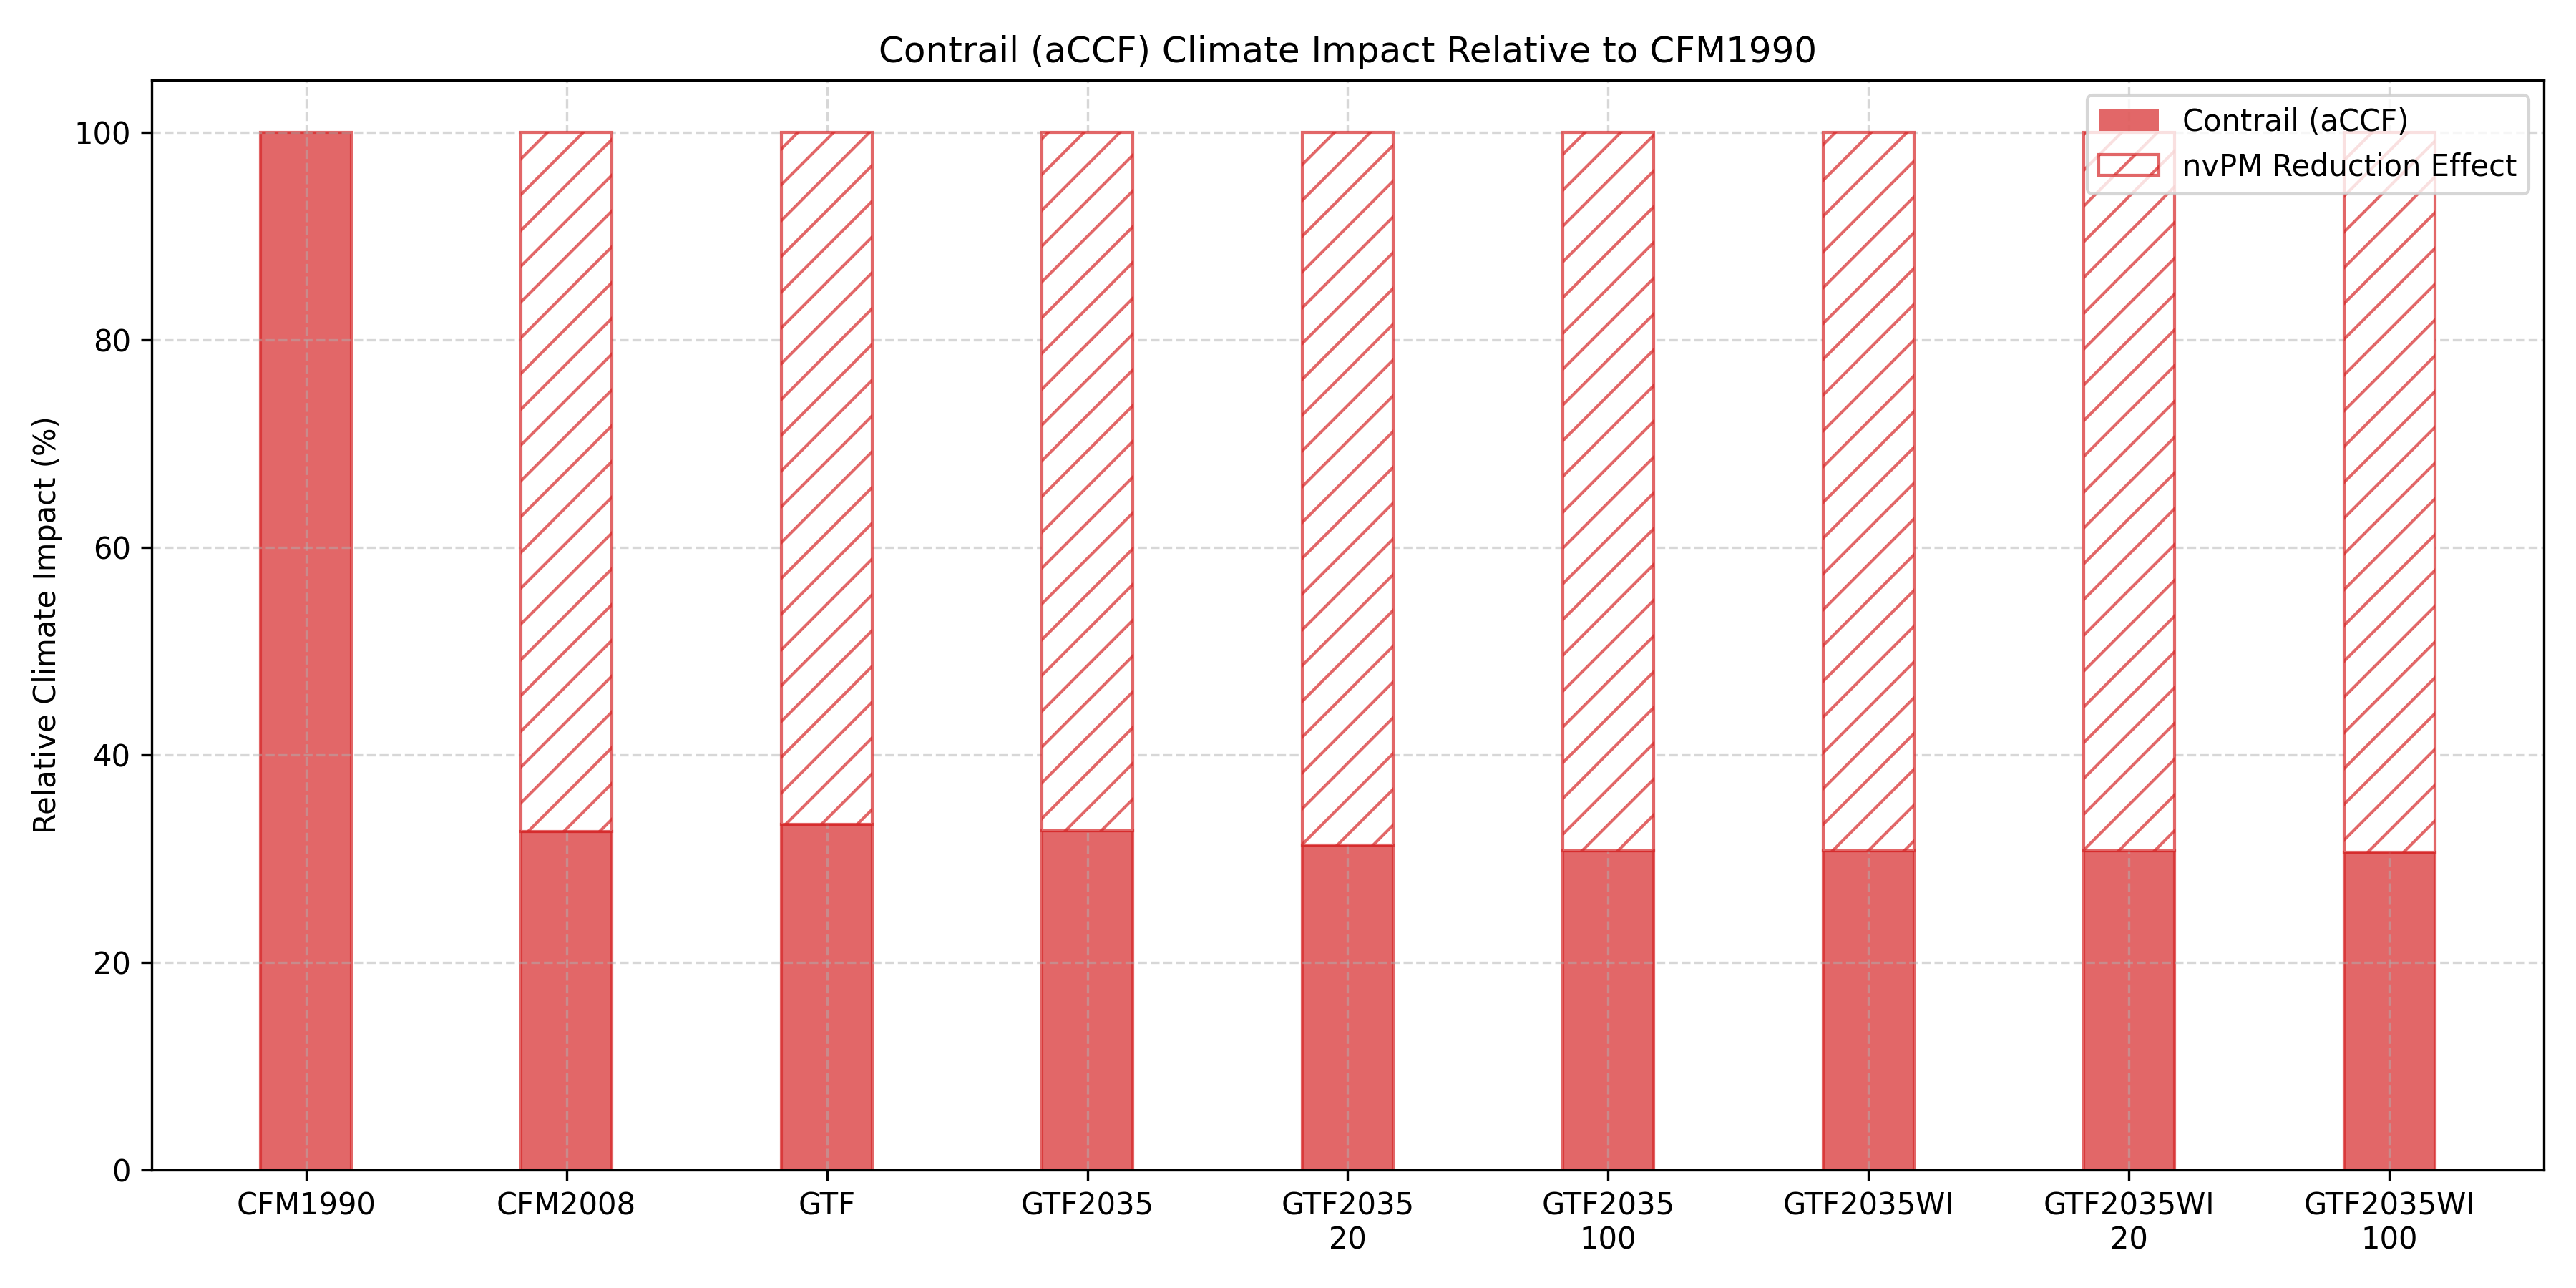 Contrail (aCCF) Climate Impact Relative to CFM1990
Contrail (aCCF)
nvPM Reduction Effect
Relative Climate Impact (%)
100
80
60
40
20
0
CFM1990 CFM2008 GTF GTF2035 GTF2035 GTF2035 GTF2035WI GTF2035WI GTF2035WI
20 100 20 100